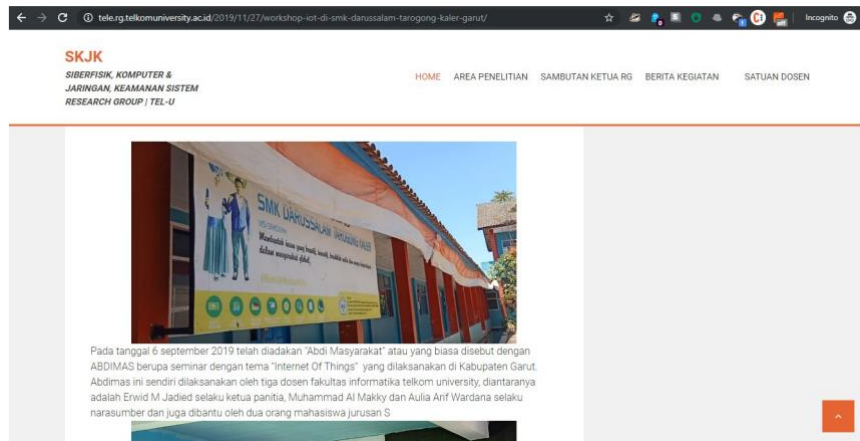 tele.rg.telkomuniversity.ac.id/2019/11/27/workshop-iot-di-smk-darussalam-tarogong-kaler-garut/
Incognito
SKJK
SIBERFISIK, KOMPUTER &
JARINGAN, KEAMANAN SISTEM
RESEARCH GROUP | TEL-U
HOME AREA PENELITIAN SAMBUTAN KETUA RG BERITA KEGIATAN SATUAN DOSEN
SMK DARUSSALAM TAROGONG KALER
Pada tanggal 6 september 2019 telah diadakan "Abdi Masyarakat" atau yang biasa disebut dengan
ABDIMAS berupa seminar dengan tema "Internet Of Things" yang dilaksanakan di Kabupaten Garut.
Abdimas ini sendiri dilaksanakan oleh tiga dosen fakultas informatika telkom university, diantaranya
adalah Erwid M Jadied selaku ketua panitia, Muhammad Al Makky dan Aulia Arif Wardana selaku
narasumber dan juga dibantu oleh dua orang mahasiswa jurusan S